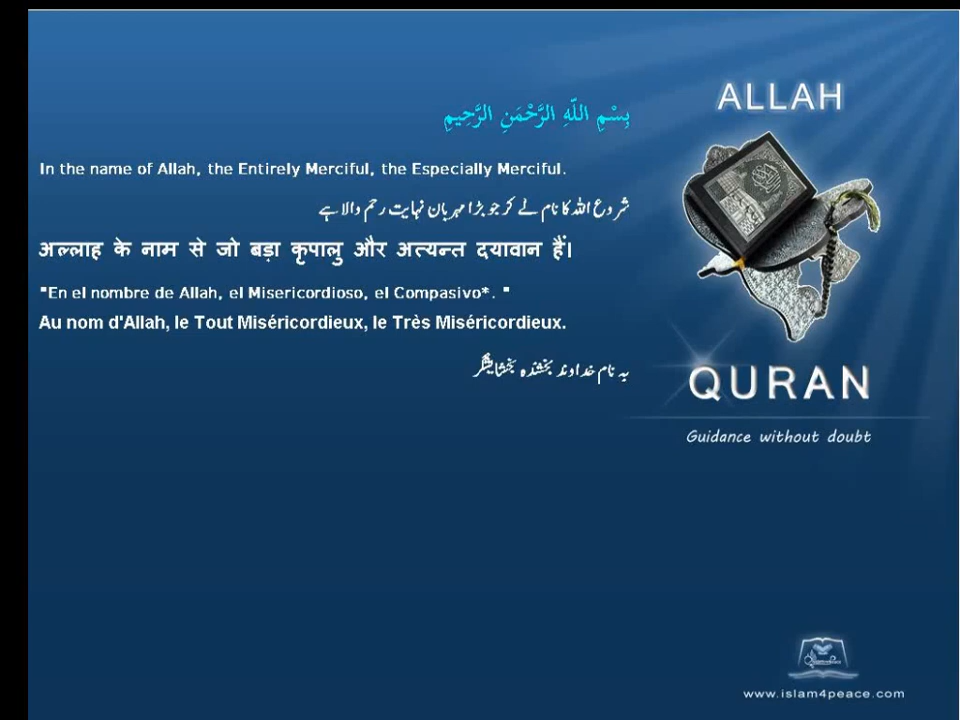 بِسْمِ اللّهِ الرَّحْمَنِ الرَّحِيمِ
In the name of Allah, the Entirely Merciful, the Especially Merciful.
شروع الله کا نام لے کر جو بڑا مہربان نہایت رحم والا ہے
अल्लाह के नाम से जो बड़ा कृपालु और अत्यन्त दयावान हैं।
"En el nombre de Allah, el Misericordioso, el Compasivo*. "
Au nom d'Allah, le Tout Miséricordieux, le Très Miséricordieux.
به نام خداوند بخشنده بخشایشگر
ALLAH
QURAN
Guidance without doubt
www.islam4peace.com